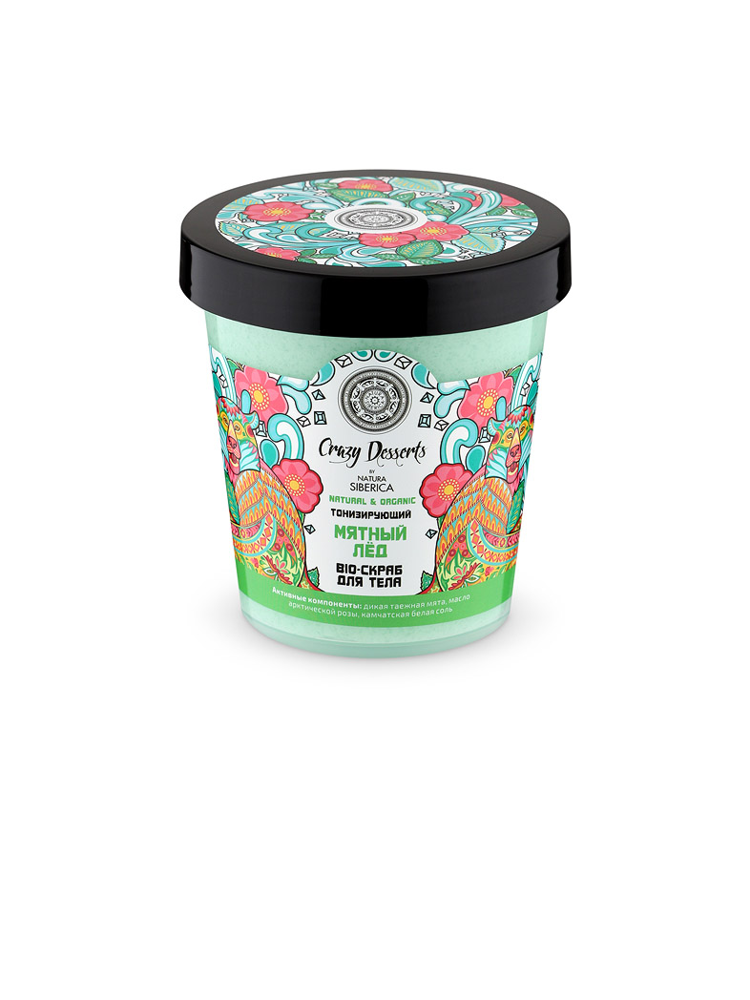 Crazy Desserts
BY
NATURA
SIBERICA
NATURAL & ORGANIC
ТОНИЗИРУЮЩИЙ
МЯТНЫЙ
ЛЁД
BIO-СКРАБ
ДЛЯ ТЕЛА
Активные компоненты: дикая таежная мята, масло
арктической розы, камчатская белая соль